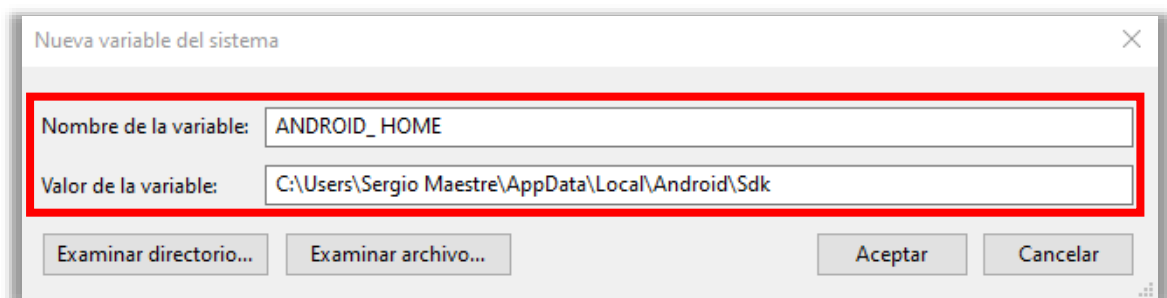 Nueva variable del sistema
Nombre de la variable: ANDROID_ HOME
Valor de la variable: C:\Users\Sergio Maestre\AppData\Local\Android\Sdk
Examinar directorio... Examinar archivo... Aceptar Cancelar